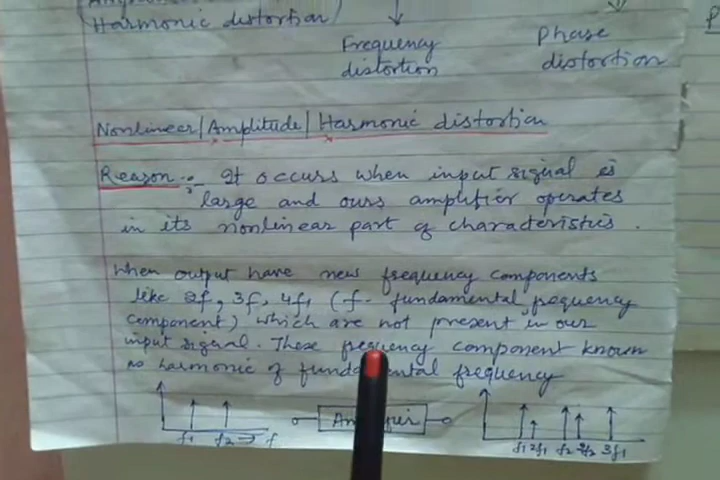 Harmonic distortion)
Frequency
distortion
Phase
distortion
Nonlinear/Amplitude/Harmonic distortion
Reason :- It occurs when input signal is
large and ours amplifier operates
in its nonlinear part of characteristics.
When output have new frequency components
like 2f, 3f, 4f, (f- fundamental frequency
component) which are not present in our
input signal. These frequency component known
as harmonic of fundamental frequency
f1 f2 → f
f1 2f1 f2 2f2 3f1